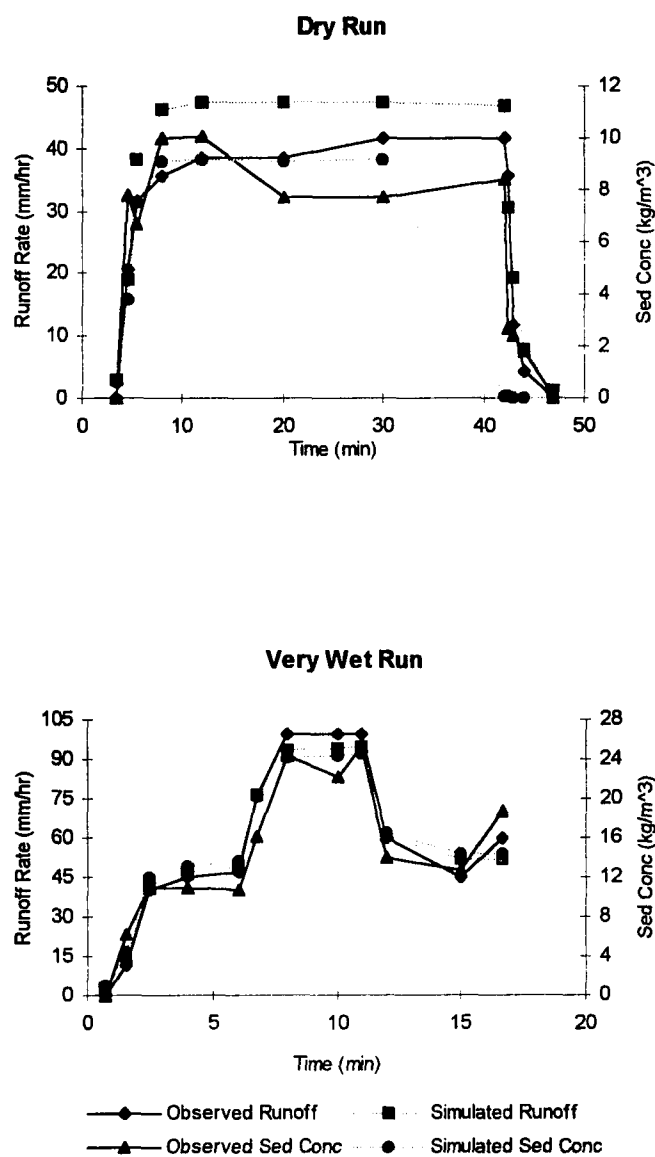 Dry Run
50
40
30
20
10
0
Runoff Rate (mm/hr)
12
10
8
6
4
2
0
Sed Conc (kg/m^3)
0 10 20 30 40 50
Time (min)
Very Wet Run
105
90
75
60
45
30
15
0
Runoff Rate (mm/hr)
28
24
20
16
12
8
4
0
Sed Conc (kg/m^3)
0 5 10 15 20
Time (min)
Observed Runoff Simulated Runoff
Observed Sed Conc Simulated Sed Conc